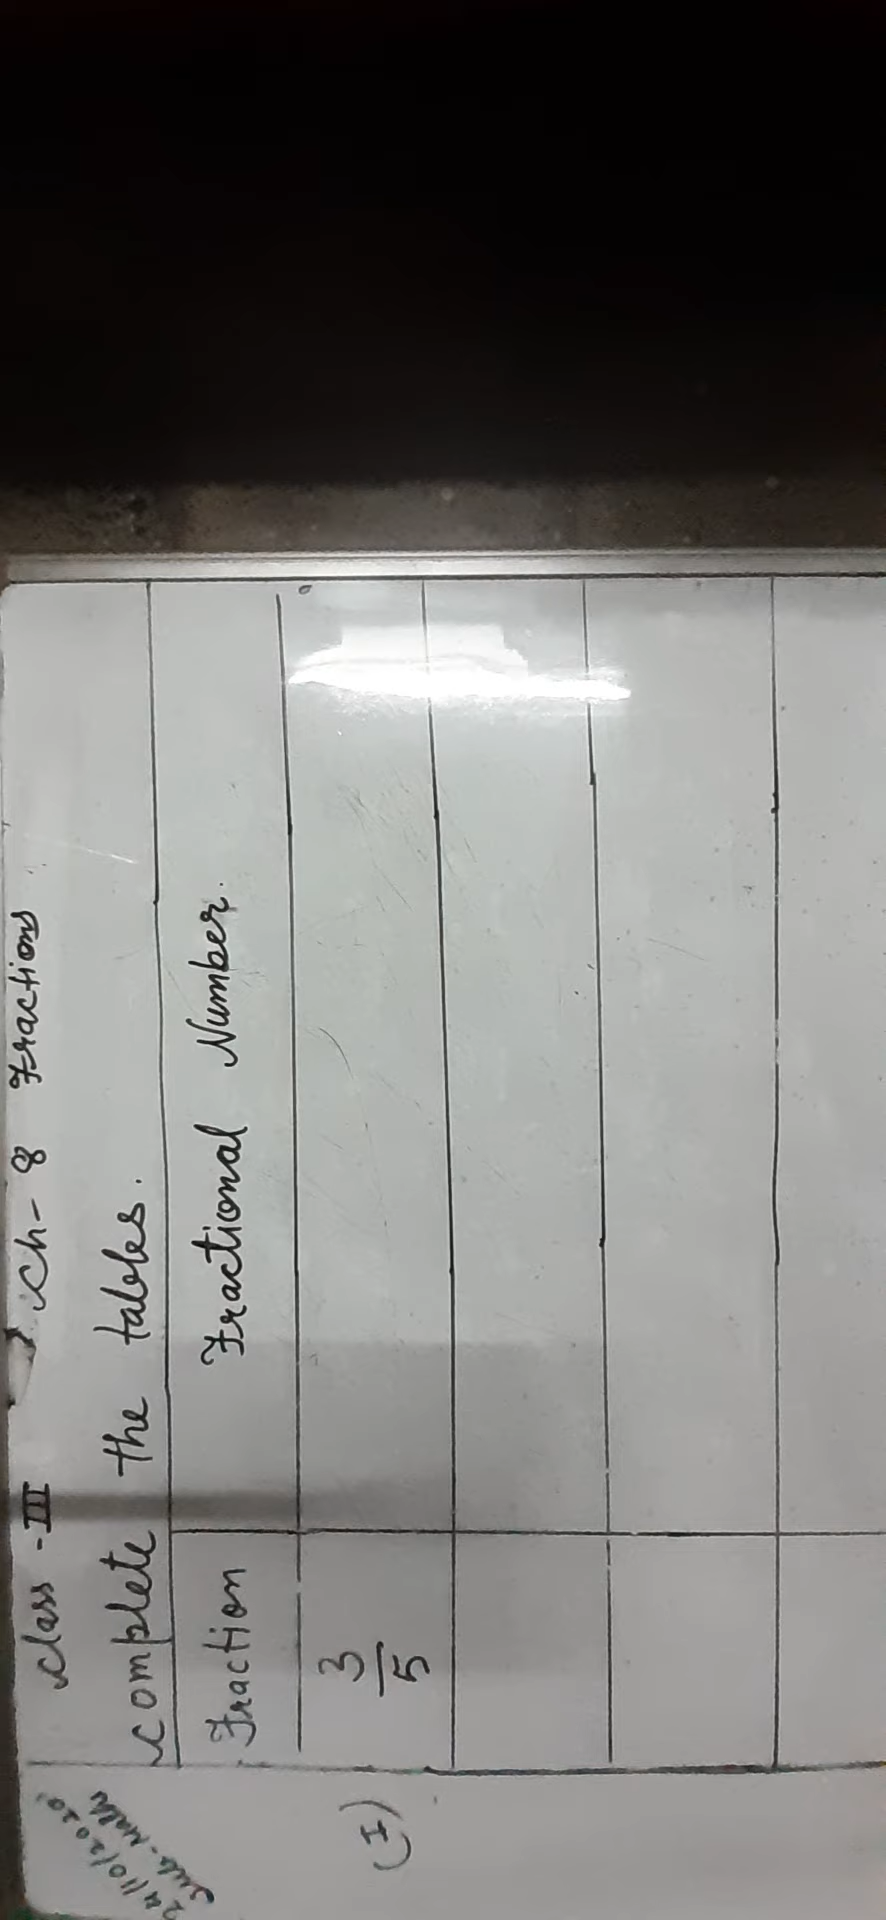 24/10/2020
Sub-Math
Class - III Ch- 8 Fractions
Complete the tables.
Fraction Fractional Number.
(I) 3/5